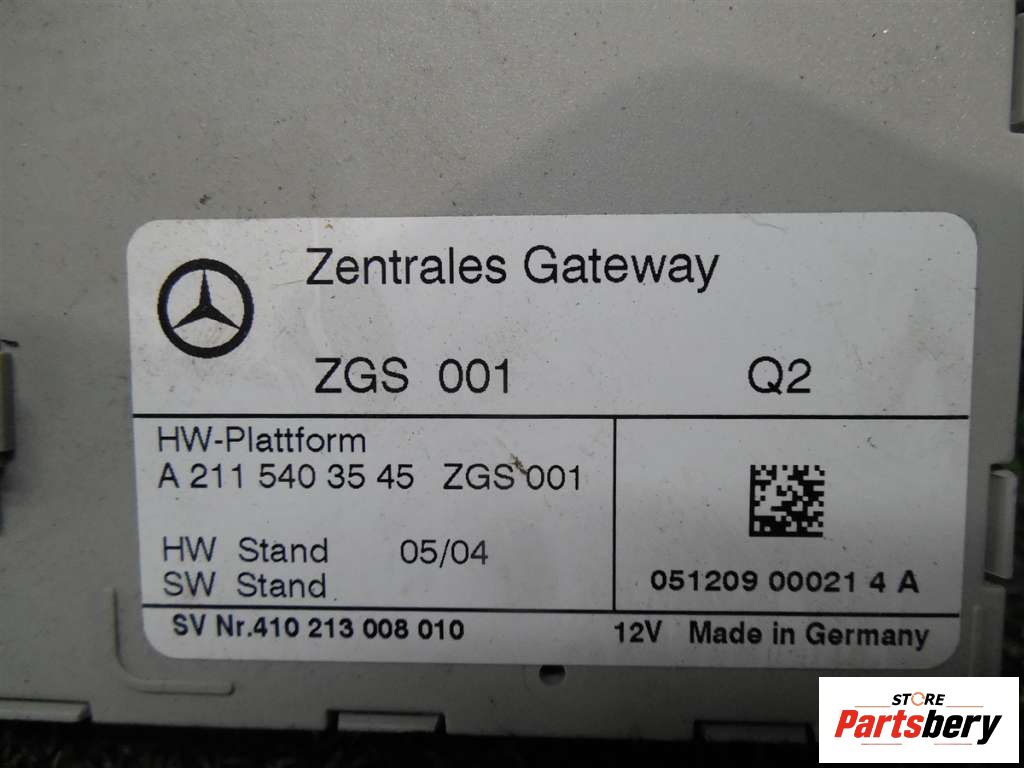 Zentrales Gateway
ZGS 001 Q2
HW-Plattform
A 211 540 35 45 ZGS 001
HW Stand 05/04
SW Stand
051209 00021 4 A
SV Nr.410 213 008 010 12V Made in Germany
STORE
Partsbery